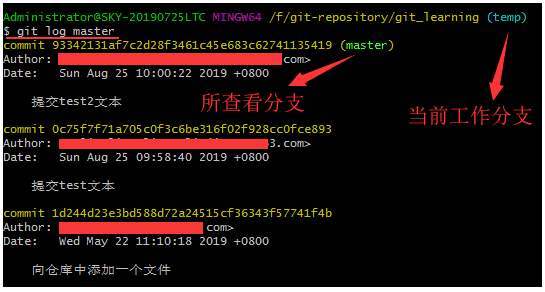 Administrator@SKY-20190725LTC MINGW64 /f/git-repository/git_learning (temp)
$ git log master
commit 93342131af7c2d28f3461c45e683c62741135419 (master)
Author: com>
Date:   Sun Aug 25 10:00:22 2019 +0800
提交test2文本
所查看分支
当前工作分支
commit 0c75f7f71a705c0f3c6be316f02f928cc0fce893
Author: 3.com>
Date:   Sun Aug 25 09:58:40 2019 +0800
提交test文本
commit 1d244d23e3bd588d72a24515cf36343f57741f4b
Author: com>
Date:   Wed May 22 11:10:18 2019 +0800
向仓库中添加一个文件